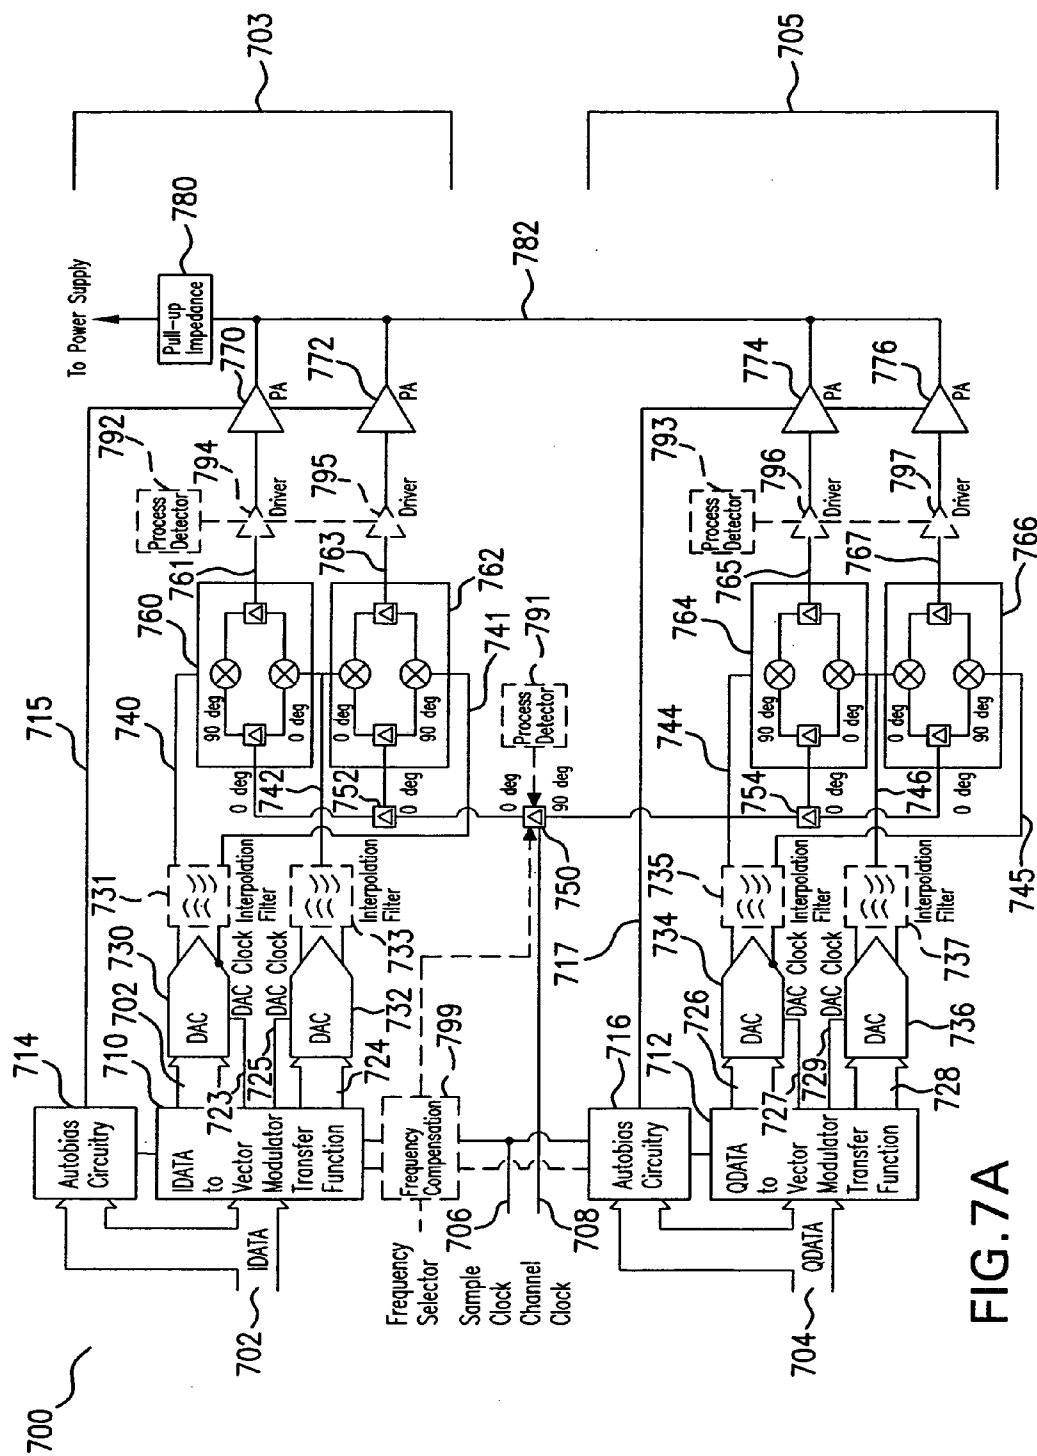 700
702
IDATA
714
Autobias
Circuitry
710
IDATA
to
Vector
Modulator
Transfer
Function
702
730
DAC
DAC Clock
723
725
DAC Clock
724
DAC
732
731
Interpolation
Filter
Interpolation
Filter
733
715
740
742
741
0 deg
752
760
90 deg
0 deg
0 deg
90 deg
762
761
763
792
Process
Detector
794
Driver
795
Driver
770
PA
772
PA
To Power Supply
780
Pull-up
Impedance
782
703
Frequency
Selector
Frequency
Compensation
799
Sample
Clock
706
Channel
Clock
708
750
0 deg
90 deg
Process
Detector
791
704
QDATA
716
Autobias
Circuitry
712
QDATA
to
Vector
Modulator
Transfer
Function
717
726
734
DAC
DAC Clock
727
729
DAC Clock
728
DAC
736
735
Interpolation
Filter
Interpolation
Filter
737
744
746
745
754
0 deg
0 deg
764
90 deg
0 deg
0 deg
90 deg
766
765
767
793
Process
Detector
796
Driver
797
Driver
774
PA
776
PA
705
FIG.7A